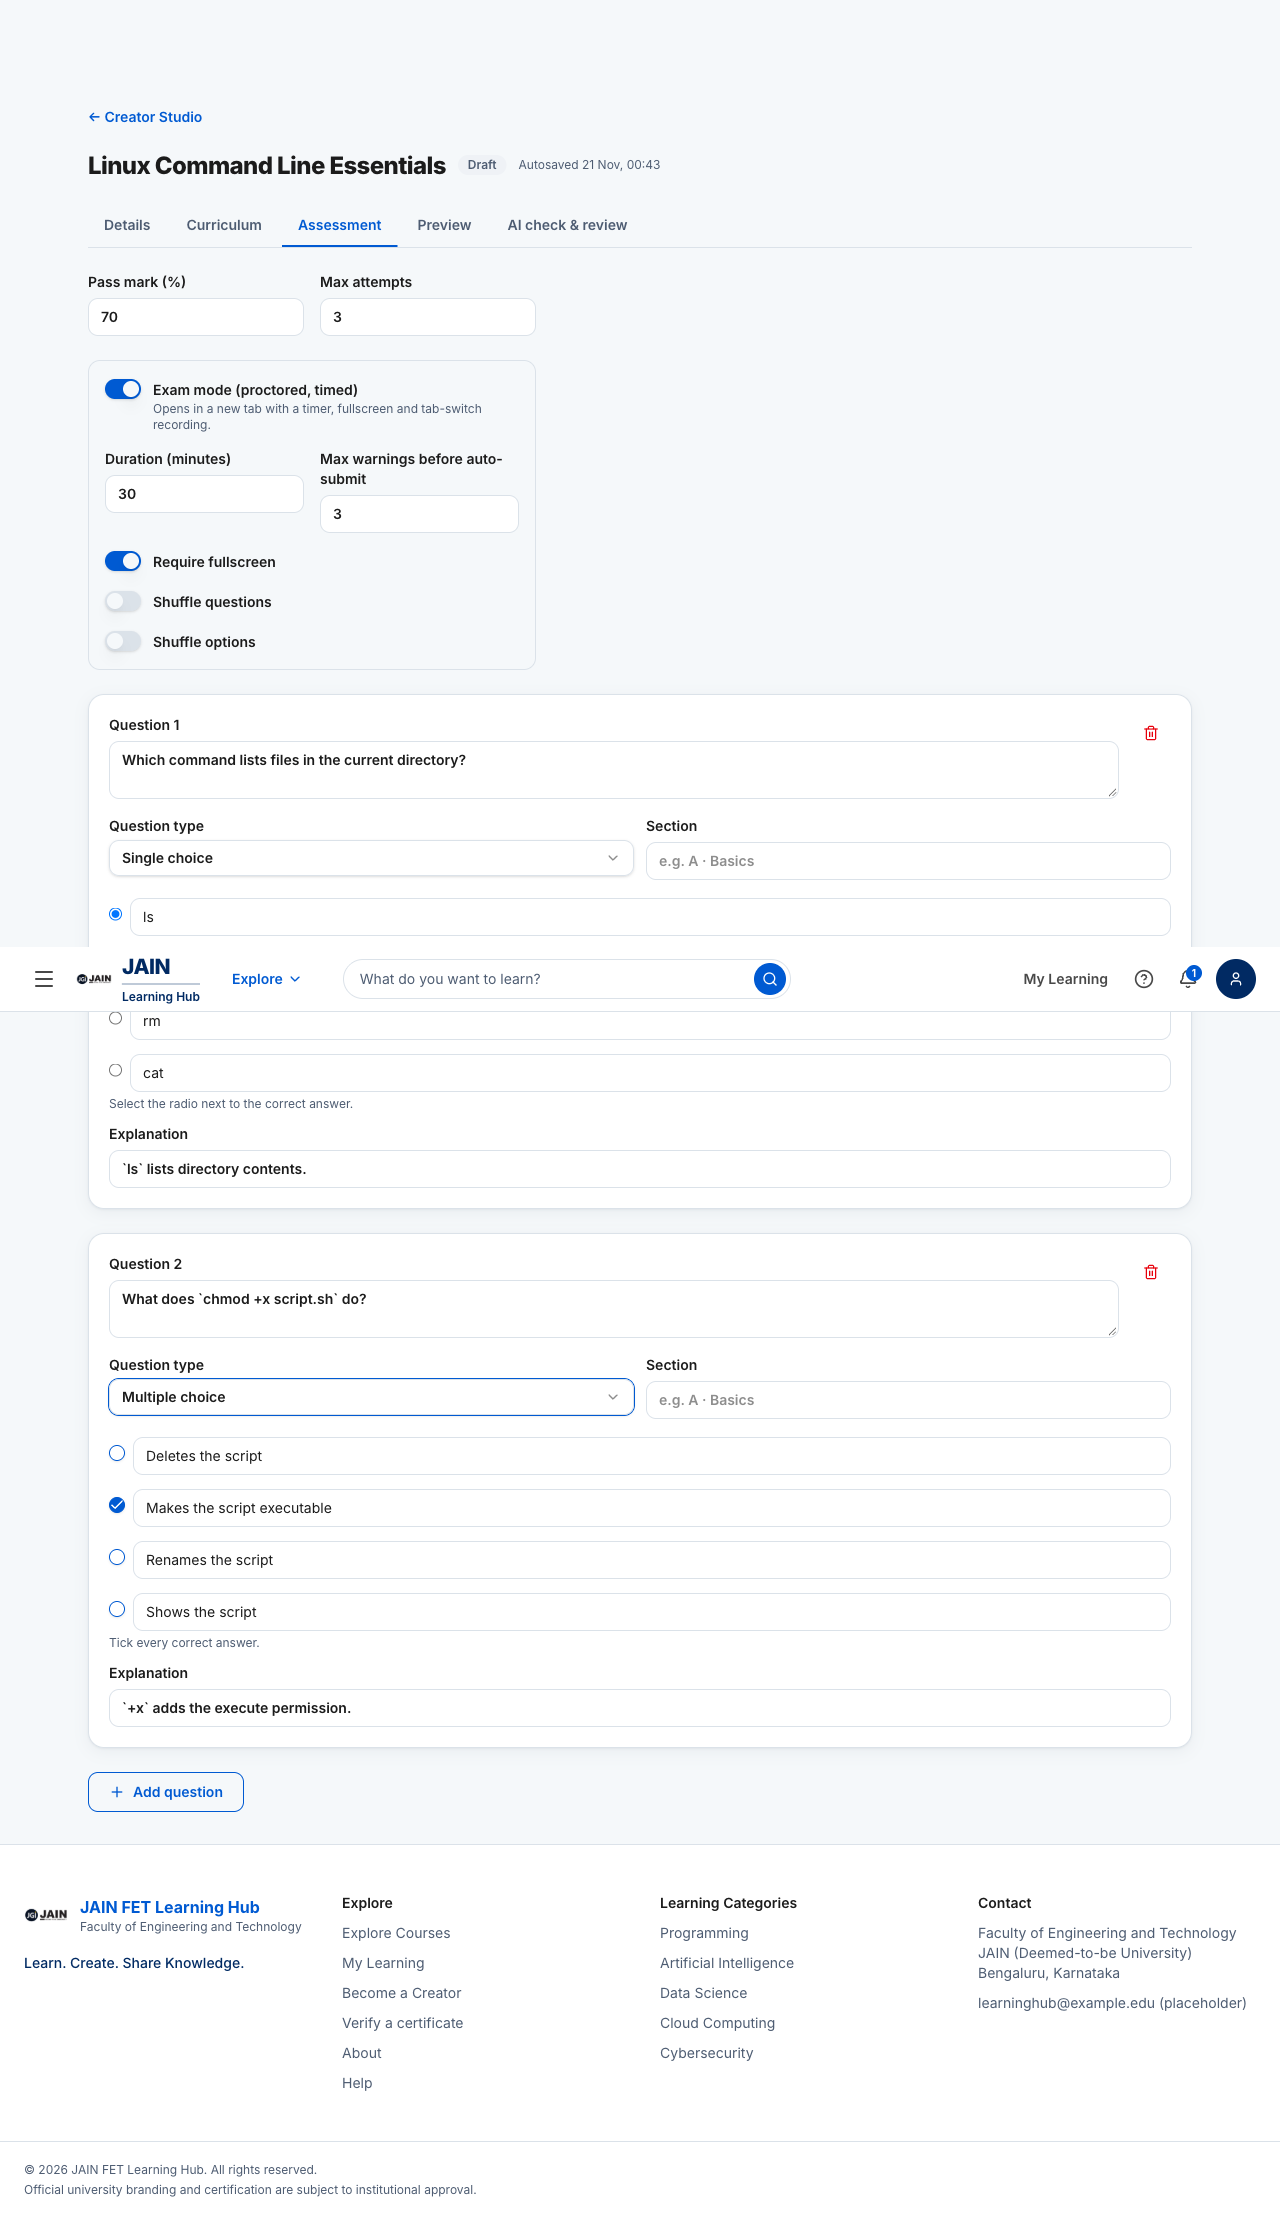 ← Creator Studio
Linux Command Line Essentials Draft Autosaved 21 Nov, 00:43
Details Curriculum Assessment Preview AI check & review
Pass mark (%) Max attempts
70 3
Exam mode (proctored, timed)
Opens in a new tab with a timer, fullscreen and tab-switch
recording.
Duration (minutes) Max warnings before auto-
submit
30
3
Require fullscreen
Shuffle questions
Shuffle options
Question 1
Which command lists files in the current directory?
Question type Section
Single choice e.g. A · Basics
ls
JGI JAIN JAIN
Learning Hub
Explore What do you want to learn? My Learning 1
rm
cat
Select the radio next to the correct answer.
Explanation
`ls` lists directory contents.
Question 2
What does `chmod +x script.sh` do?
Question type Section
Multiple choice e.g. A · Basics
Deletes the script
Makes the script executable
Renames the script
Shows the script
Tick every correct answer.
Explanation
`+x` adds the execute permission.
+ Add question
JGI JAIN
JAIN FET Learning Hub
Faculty of Engineering and Technology
Learn. Create. Share Knowledge.
Explore
Explore Courses
My Learning
Become a Creator
Verify a certificate
About
Help
Learning Categories
Programming
Artificial Intelligence
Data Science
Cloud Computing
Cybersecurity
Contact
Faculty of Engineering and Technology
JAIN (Deemed-to-be University)
Bengaluru, Karnataka
learninghub@example.edu (placeholder)
© 2026 JAIN FET Learning Hub. All rights reserved.
Official university branding and certification are subject to institutional approval.